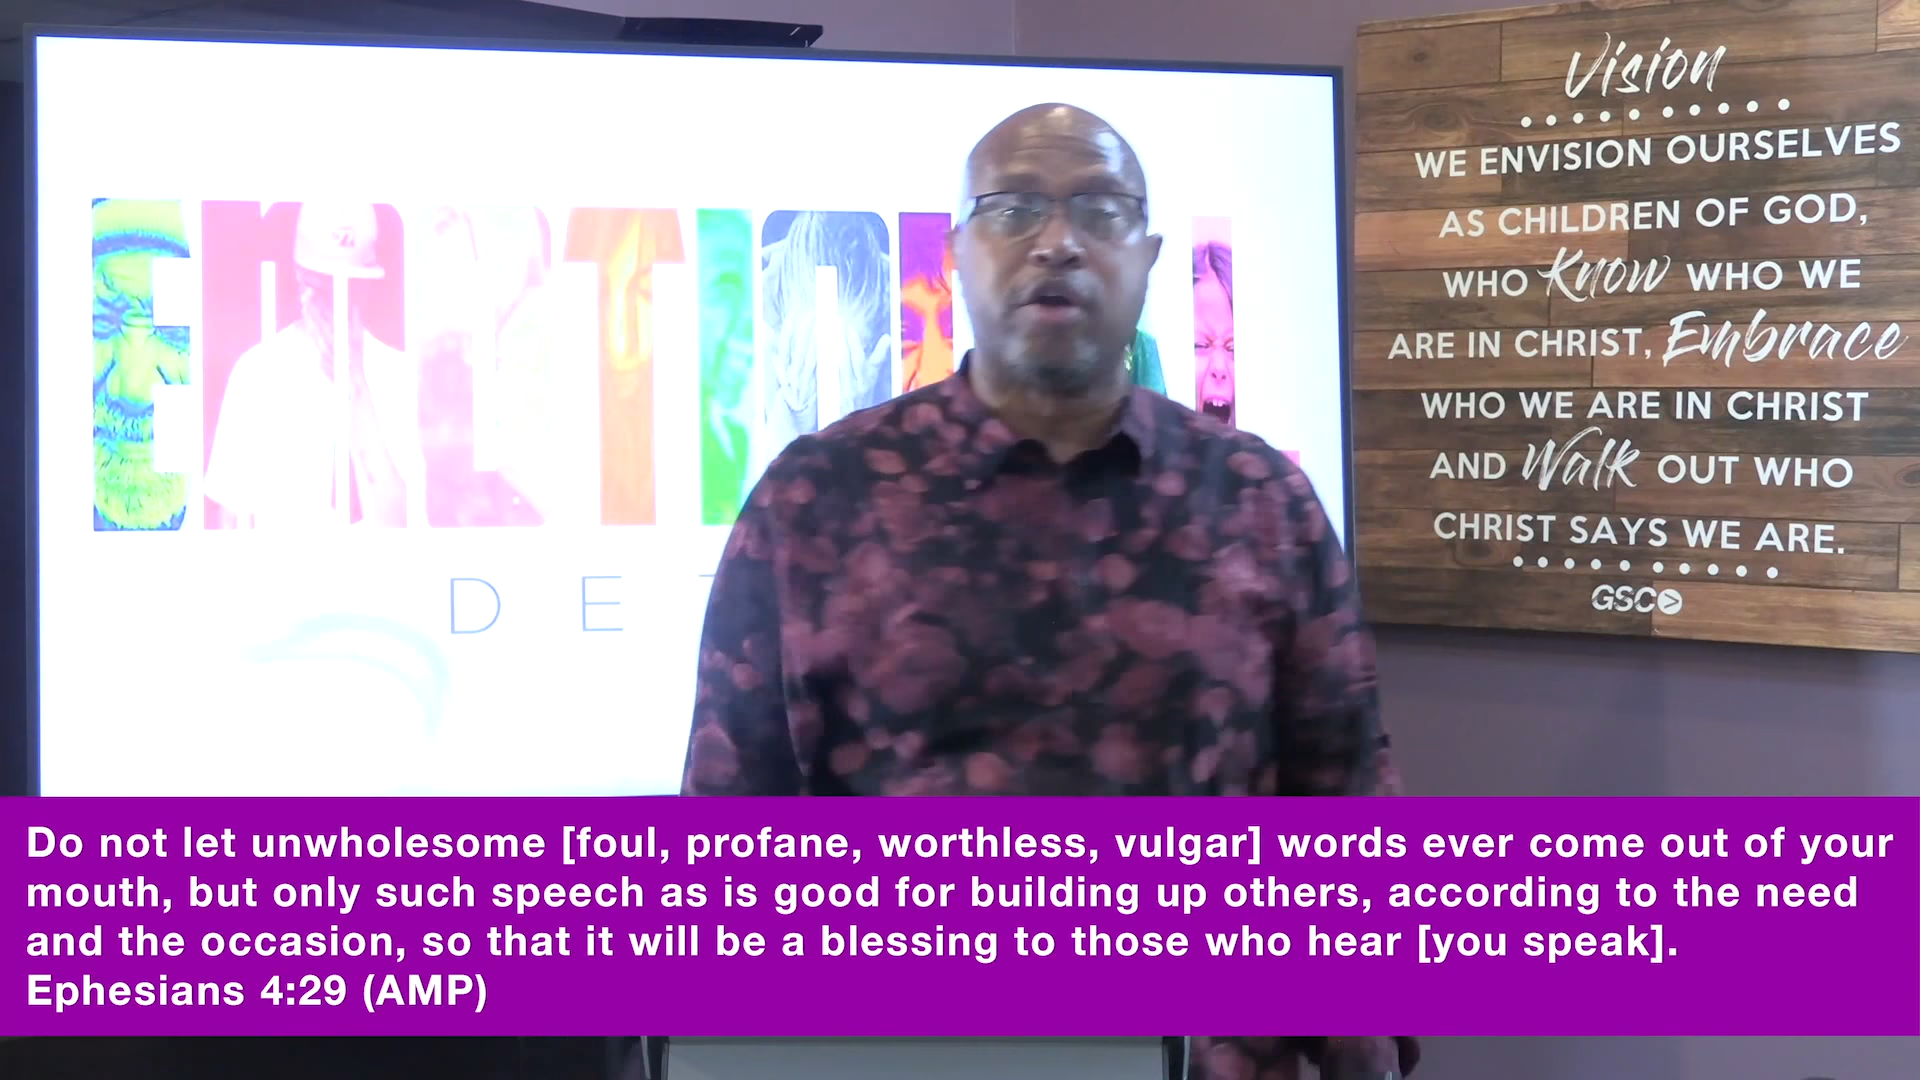 EMOTIONAL
DE
Vision
WE ENVISION OURSELVES
AS CHILDREN OF GOD,
WHO Know WHO WE
ARE IN CHRIST, Embrace
WHO WE ARE IN CHRIST
AND Walk OUT WHO
CHRIST SAYS WE ARE.
GSC>
Do not let unwholesome [foul, profane, worthless, vulgar] words ever come out of your
mouth, but only such speech as is good for building up others, according to the need
and the occasion, so that it will be a blessing to those who hear [you speak].
Ephesians 4:29 (AMP)